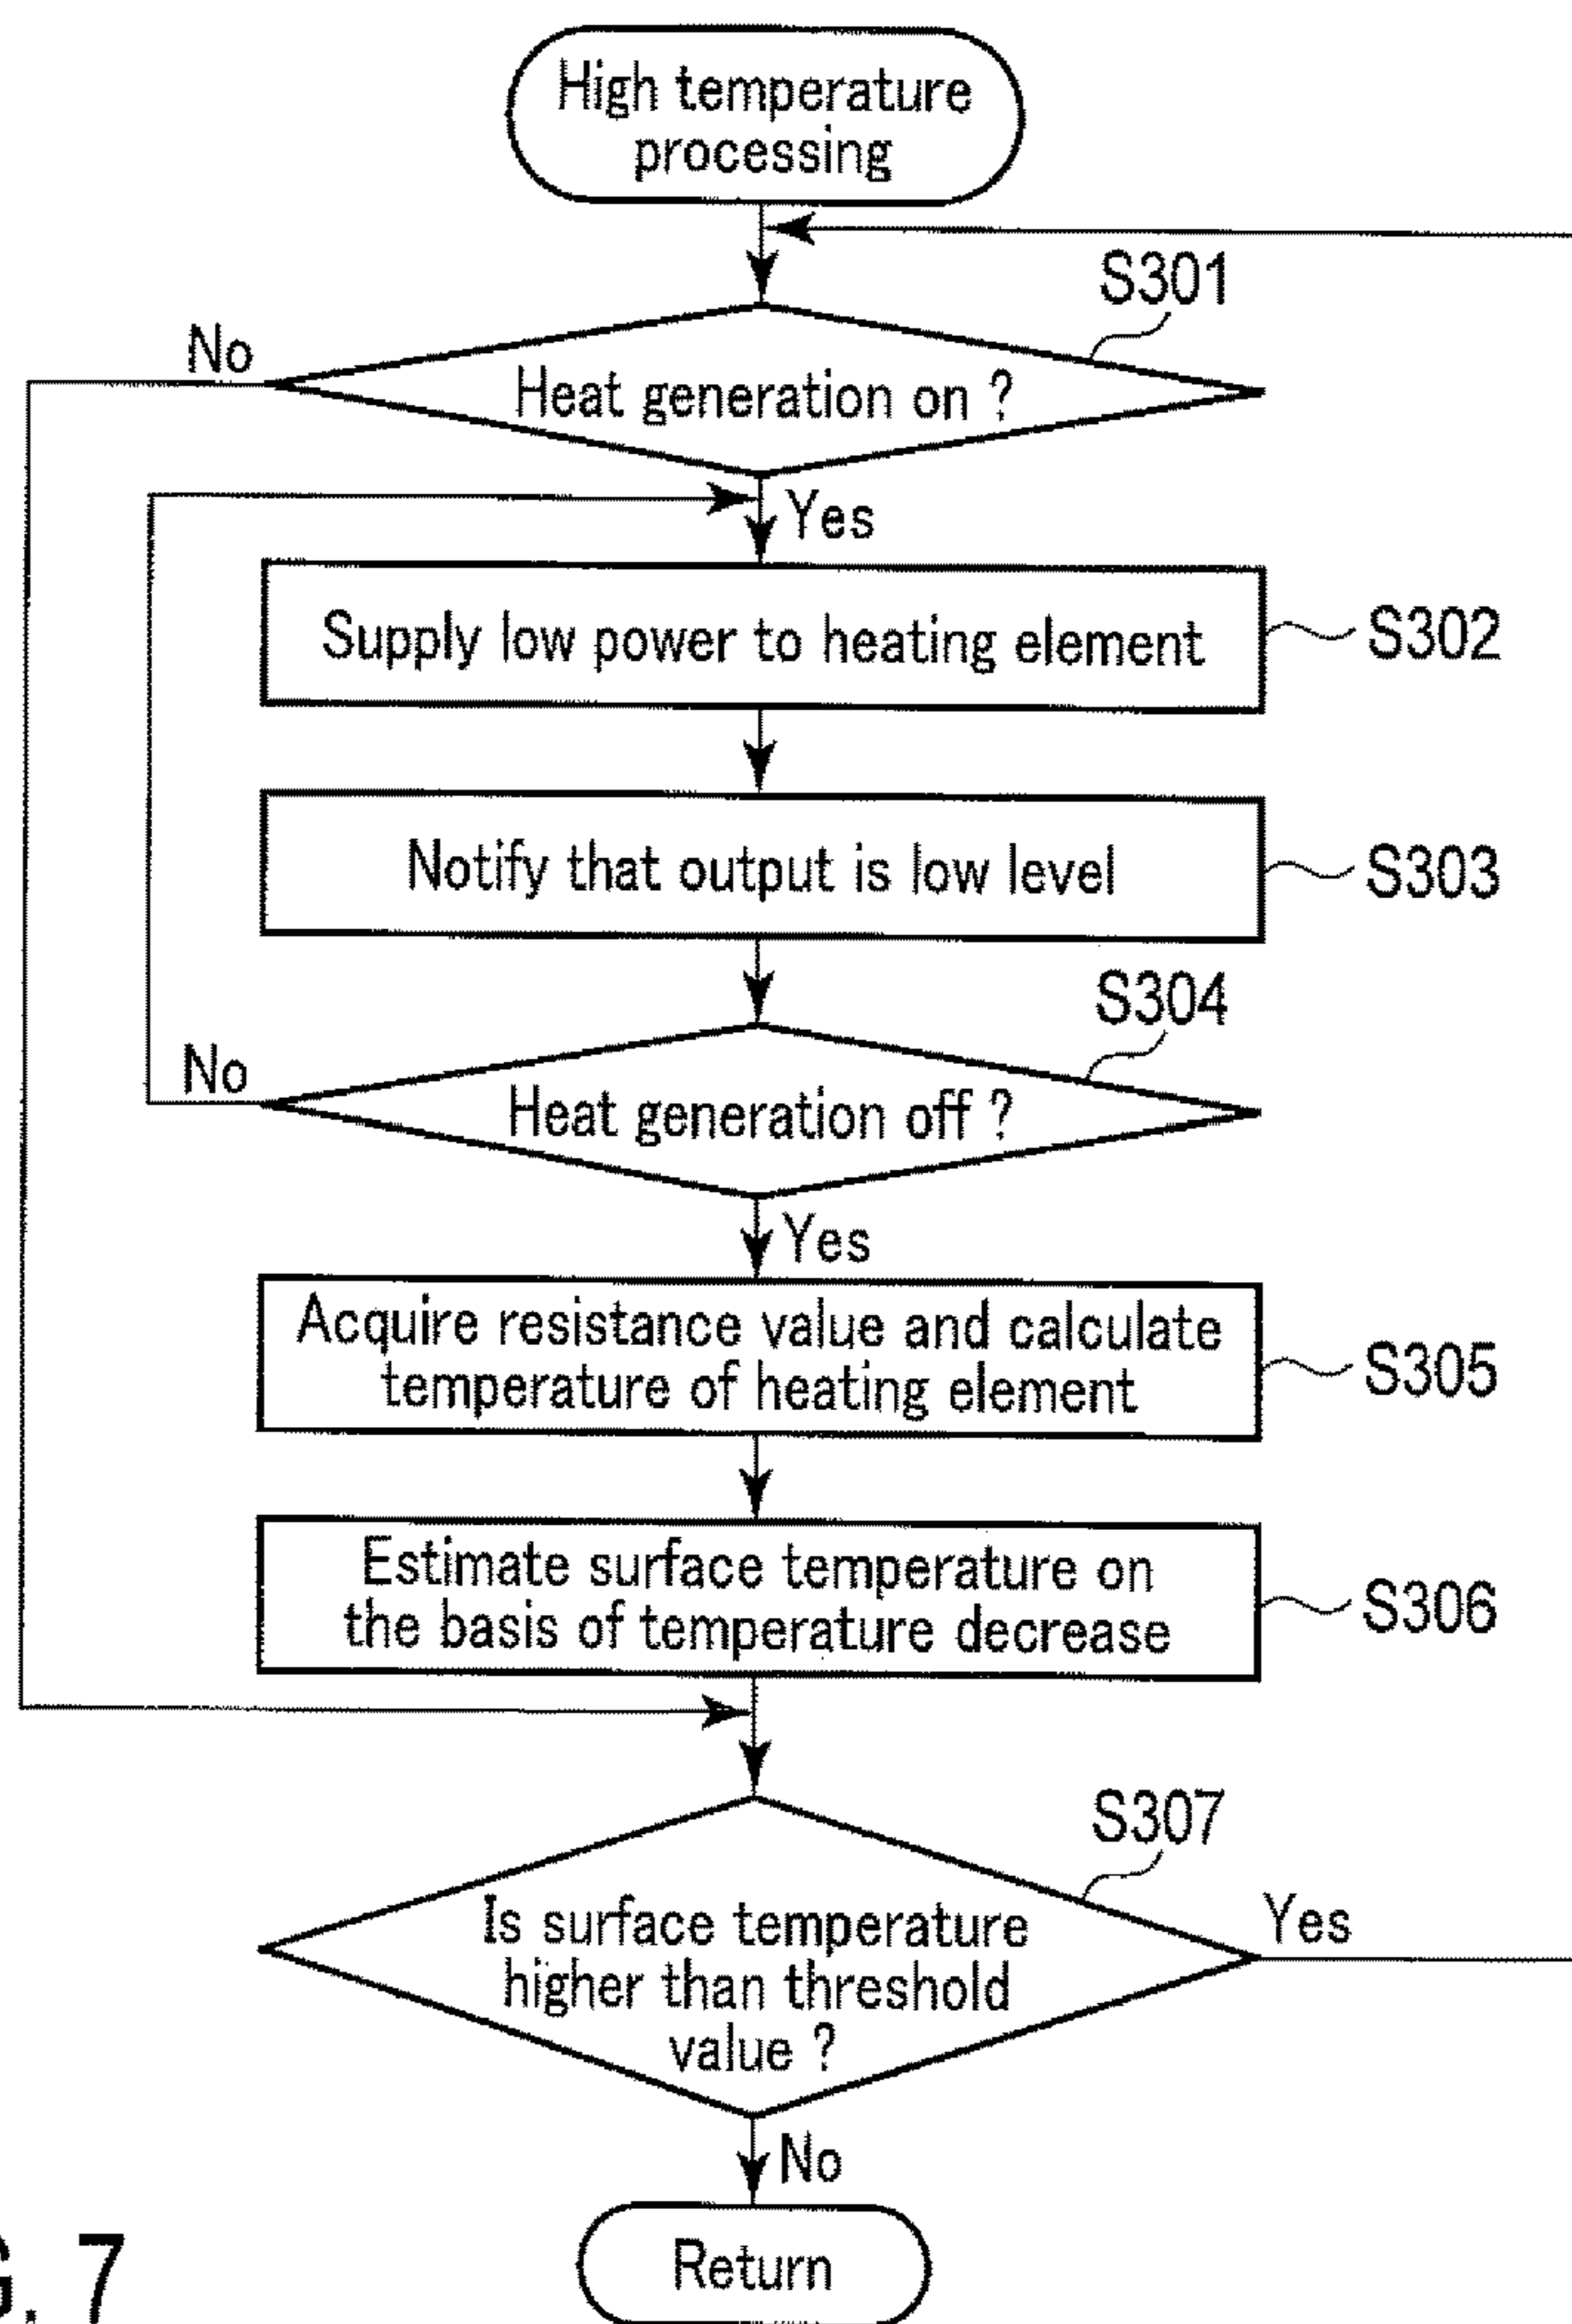 High temperature
processing
S301
No
Heat generation on ?
Yes
Supply low power to heating element
S302
Notify that output is low level
S303
S304
No
Heat generation off ?
Yes
Acquire resistance value and calculate
temperature of heating element
S305
Estimate surface temperature on
the basis of temperature decrease
S306
S307
Is surface temperature
higher than threshold
value ?
Yes
No
Return
G. 7